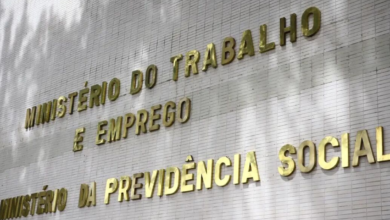 MINISTÉRIO DO TRABALHO
E EMPREGO
MINISTÉRIO DA PREVIDÊNCIA SOCIAL